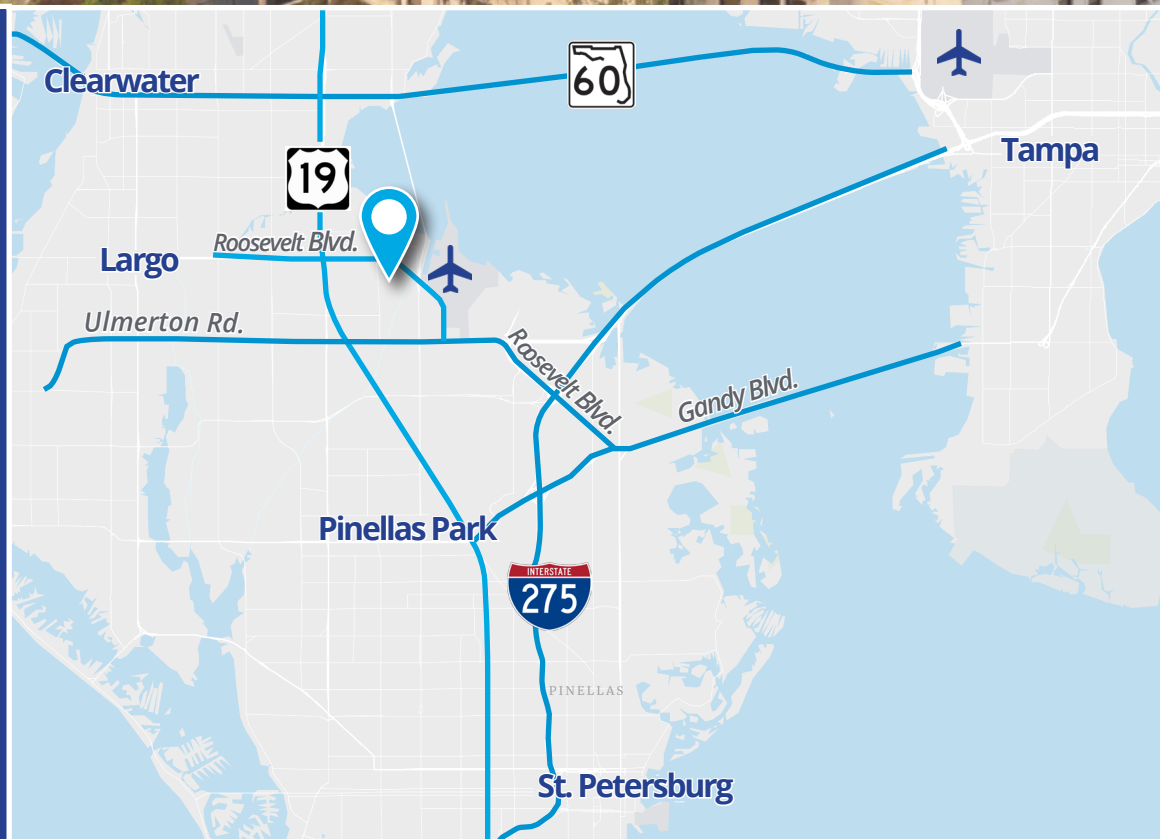 60
Clearwater
Tampa
19
Roosevelt Blvd.
Largo
Ulmerton Rd.
Roosevelt Blvd.
Gandy Blvd.
Pinellas Park
INTERSTATE
275
PINELLAS
St. Petersburg